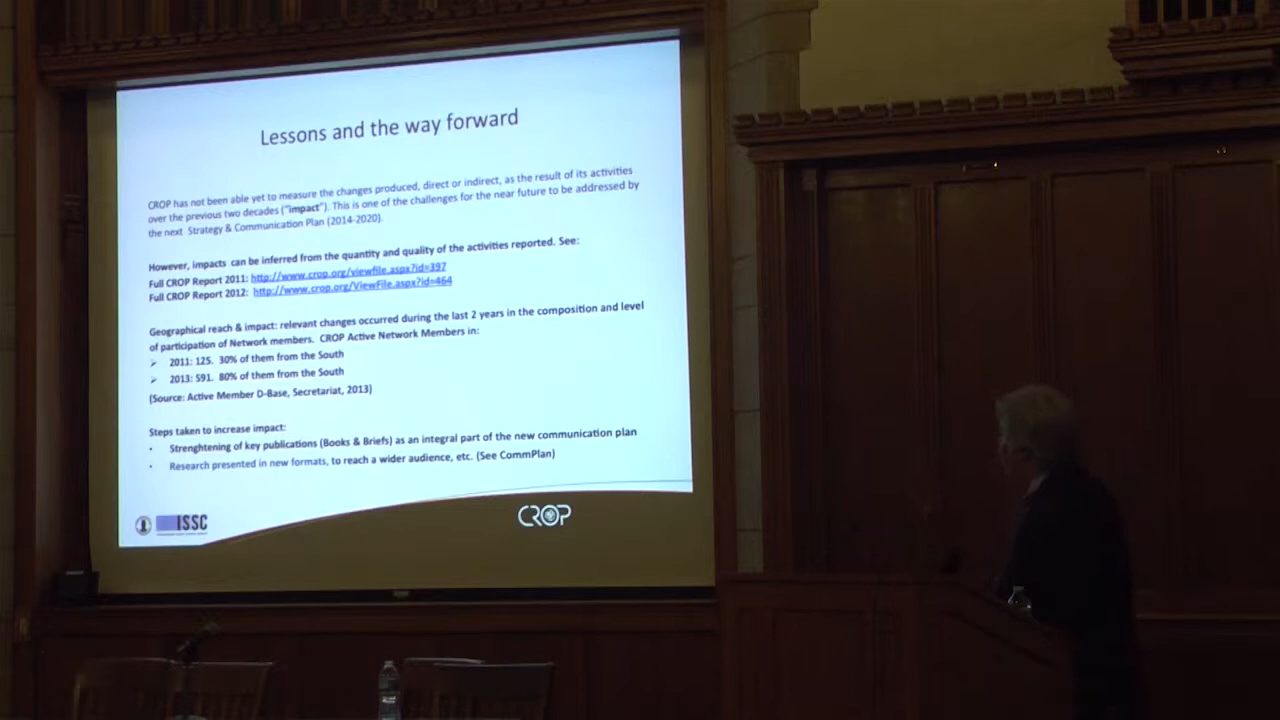 Lessons and the way forward
CROP has not been able yet to measure the changes produced, direct or indirect, as the result of its activities
over the previous two decades ("impact"). This is one of the challenges for the near future to be addressed by
the next Strategy & Communication Plan (2014-2020).
However, impacts can be inferred from the quantity and quality of the activities reported. See:
Full CROP Report 2011: http://www.crop.org/viewfile.aspx?id=397
Full CROP Report 2012: http://www.crop.org/ViewFile.aspx?id=464
Geographical reach & impact: relevant changes occurred during the last 2 years in the composition and level
of participation of Network members. CROP Active Network Members in:
➢ 2011: 125. 30% of them from the South
➢ 2013: 591. 80% of them from the South
(Source: Active Member D-Base, Secretariat, 2013)
Steps taken to increase impact:
• Strenghtening of key publications (Books & Briefs) as an integral part of the new communication plan
• Research presented in new formats, to reach a wider audience, etc. (See CommPlan)
ISSC
CROP